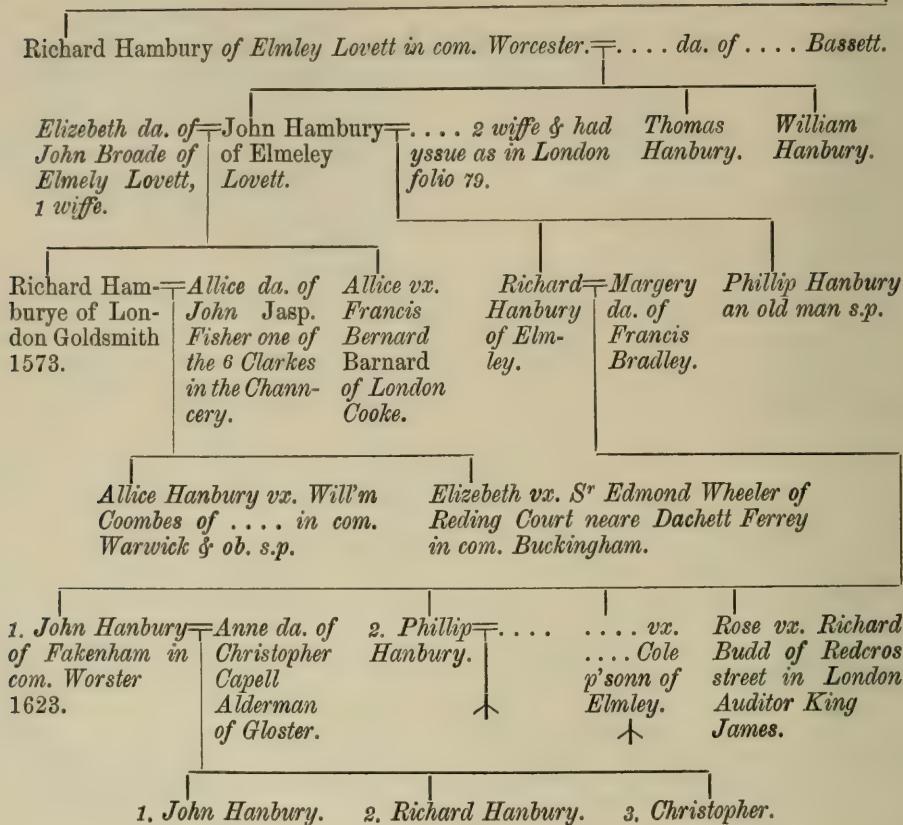 Richard Hambury of Elmley Lovett in com. Worcester.=. . . . da. of . . . . Bassett.
Elizebeth da. of
John Broade of
Elmely Lovett,
1 wiffe.
=John Hambury=
of Elmeley
Lovett.
. . . . 2 wiffe & had
yssue as in London
folio 79.
Thomas
Hanbury.
William
Hanbury.
Richard Ham-
burye of Lon-
don Goldsmith
1573.
=Allice da. of
John Jasp.
Fisher one of
the 6 Clarkes
in the Channcery.
Allice vx.
Francis
Bernard
Barnard
of London
Cooke.
Richard
Hanbury
of Elm-
ley.
=Margery
da. of
Francis
Bradley.
Phillip Hanbury
an old man s.p.
Allice Hanbury vx. Will'm
Coombes of . . . . in com.
Warwick & ob. s.p.
Elizebeth vx. Sr Edmond Wheeler of
Reding Court neare Dachett Ferrey
in com. Buckingham.
1. John Hanbury
of Fakenham in
com. Worster
1623.
=Anne da. of
Christopher
Capell
Alderman
of Gloster.
2. Phillip=. . . .
Hanbury.
. . . . vx.
. . . . Cole
p'sonn of
Elmley.
Rose vx. Richard
Budd of Redcros
street in London
Auditor King
James.
1. John Hanbury. 2. Richard Hanbury. 3. Christopher.